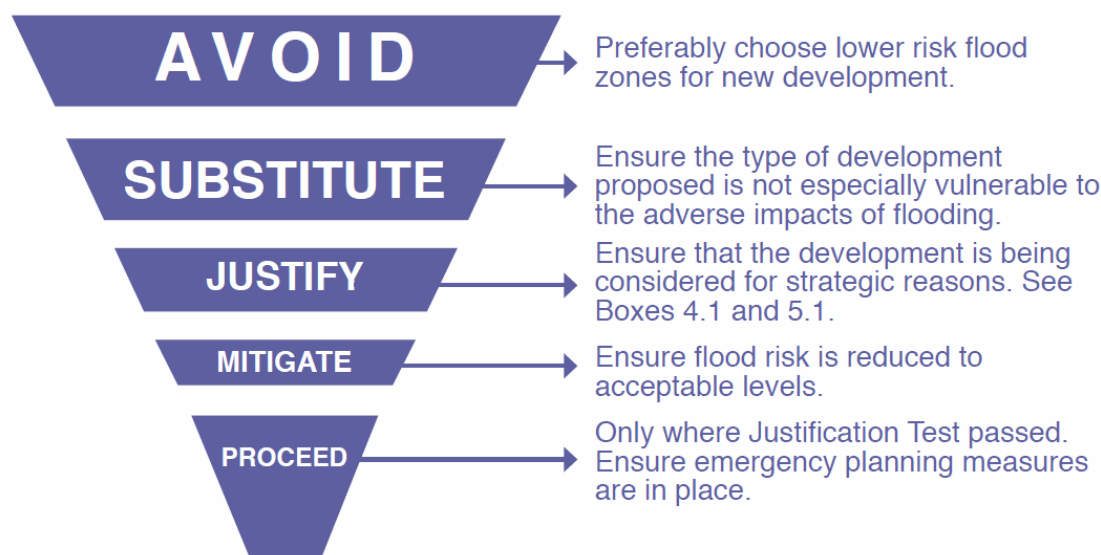 AVOID
Preferably choose lower risk flood
zones for new development.
SUBSTITUTE
Ensure the type of development
proposed is not especially vulnerable to
the adverse impacts of flooding.
JUSTIFY
Ensure that the development is being
considered for strategic reasons. See
Boxes 4.1 and 5.1.
MITIGATE
Ensure flood risk is reduced to
acceptable levels.
PROCEED
Only where Justification Test passed.
Ensure emergency planning measures
are in place.